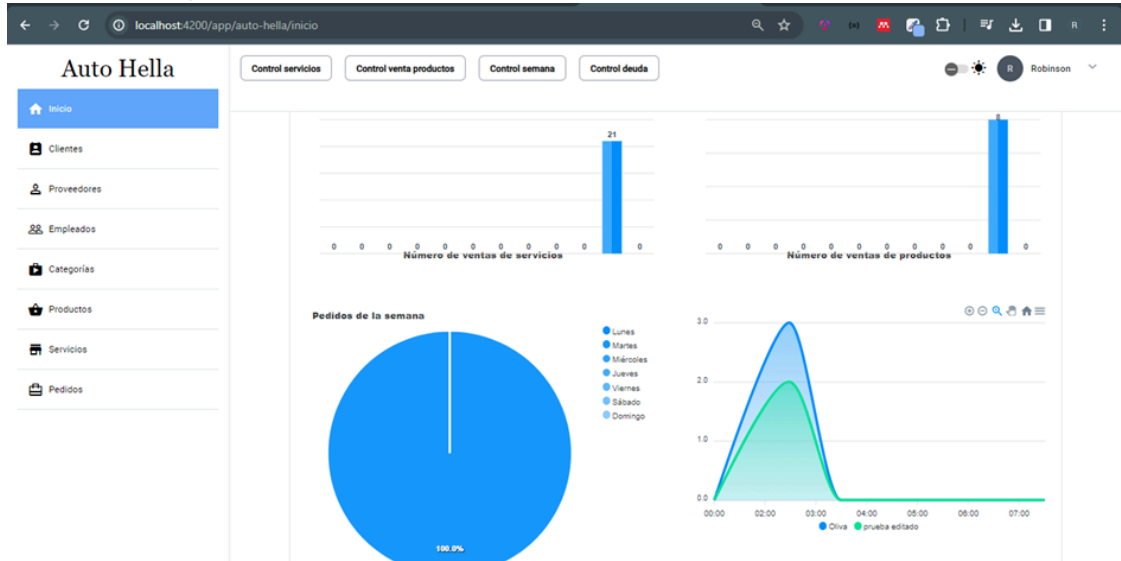 localhost:4200/app/auto-hella/inicio
R
Auto Hella
Control servicios
Control venta productos
Control semana
Control deuda
R
Robinson
Inicio
Clientes
Proveedores
Empleados
Categorías
Productos
Servicios
Pedidos
21
0 0 0 0 0 0 0 0 0 0 0
Número de ventas de servicios
0 0 0 0 0 0 0 0 0 0 0
Número de ventas de productos
Pedidos de la semana
Lunes
Martes
Miércoles
Jueves
Viernes
Sábado
Domingo
100.0%
3.0
2.0
1.0
0.0
00:00 02:00 03:00 04:00 05:00 06:00 07:00
Oliva prueba editado